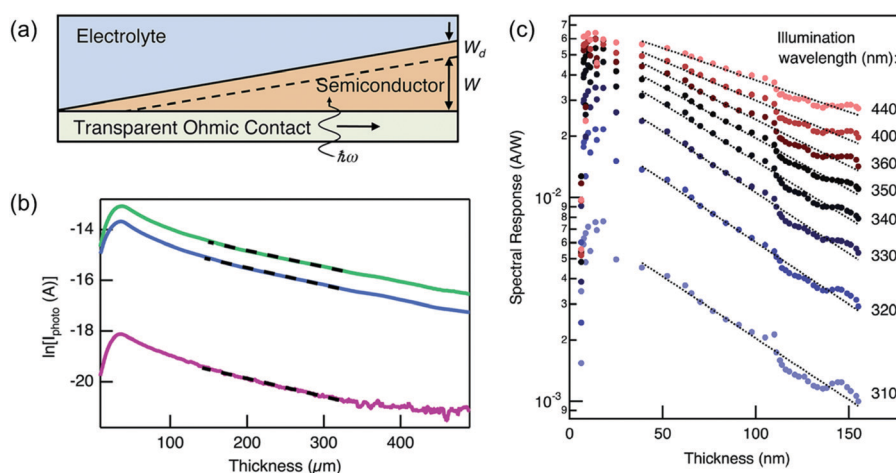 (a)
Electrolyte
W_d
Semiconductor
W
Transparent Ohmic Contact
ħω
(b)
ln[I_photo (A)]
-14
-16
-18
-20
100
200
300
400
Thickness (μm)
(c)
Spectral Response (A/W)
6
5
4
3
2
10⁻²
9
8
7
6
5
4
3
2
10⁻³
9
0
50
100
150
Thickness (nm)
Illumination
wavelength (nm):
440
400
360
350
340
330
320
310